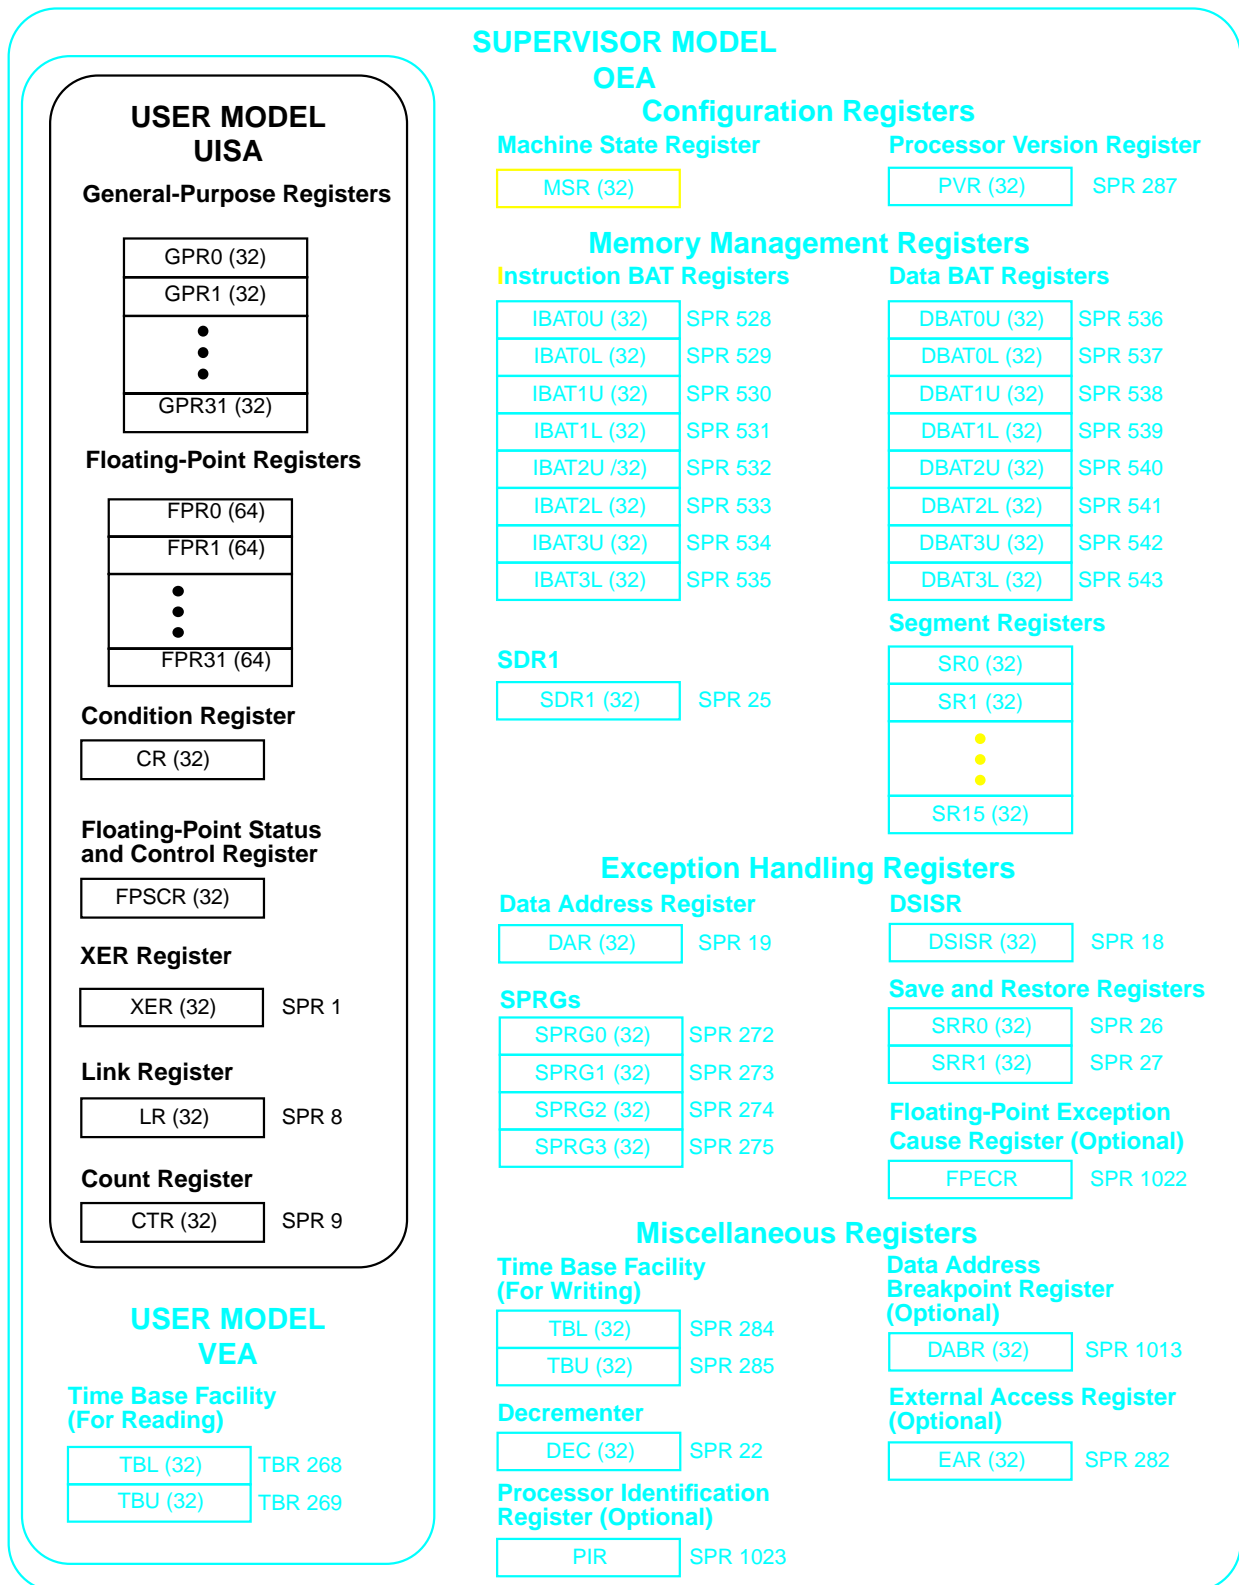 SUPERVISOR MODEL
OEA
USER MODEL
UISA
General-Purpose Registers
GPR0 (32)
GPR1 (32)
GPR31 (32)
Floating-Point Registers
FPR0 (64)
FPR1 (64)
FPR31 (64)
Condition Register
CR (32)
Floating-Point Status
and Control Register
FPSCR (32)
XER Register
XER (32) SPR 1
Link Register
LR (32) SPR 8
Count Register
CTR (32) SPR 9
USER MODEL
VEA
Time Base Facility
(For Reading)
TBL (32) TBR 268
TBU (32) TBR 269
Configuration Registers
Machine State Register
MSR (32)
Processor Version Register
PVR (32) SPR 287
Memory Management Registers
Instruction BAT Registers
IBAT0U (32) SPR 528
IBAT0L (32) SPR 529
IBAT1U (32) SPR 530
IBAT1L (32) SPR 531
IBAT2U /32) SPR 532
IBAT2L (32) SPR 533
IBAT3U (32) SPR 534
IBAT3L (32) SPR 535
Data BAT Registers
DBAT0U (32) SPR 536
DBAT0L (32) SPR 537
DBAT1U (32) SPR 538
DBAT1L (32) SPR 539
DBAT2U (32) SPR 540
DBAT2L (32) SPR 541
DBAT3U (32) SPR 542
DBAT3L (32) SPR 543
SDR1
SDR1 (32) SPR 25
Segment Registers
SR0 (32)
SR1 (32)
SR15 (32)
Exception Handling Registers
Data Address Register
DAR (32) SPR 19
DSISR
DSISR (32) SPR 18
SPRGs
SPRG0 (32) SPR 272
SPRG1 (32) SPR 273
SPRG2 (32) SPR 274
SPRG3 (32) SPR 275
Save and Restore Registers
SRR0 (32) SPR 26
SRR1 (32) SPR 27
Floating-Point Exception
Cause Register (Optional)
FPECR SPR 1022
Miscellaneous Registers
Time Base Facility
(For Writing)
TBL (32) SPR 284
TBU (32) SPR 285
Data Address
Breakpoint Register
(Optional)
DABR (32) SPR 1013
Decrementer
DEC (32) SPR 22
External Access Register
(Optional)
EAR (32) SPR 282
Processor Identification
Register (Optional)
PIR SPR 1023